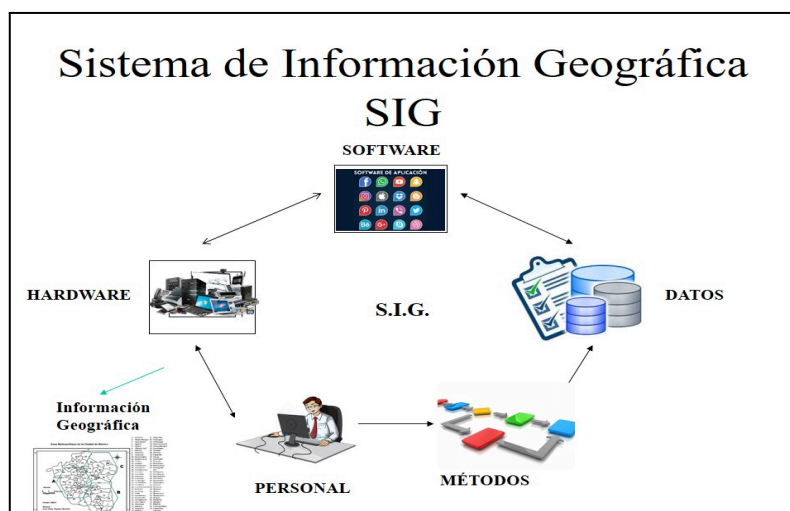 Sistema de Información Geográfica
SIG
SOFTWARE
SOFTWARE DE APLICACIÓN
HARDWARE
S.I.G.
DATOS
Información
Geográfica
PERSONAL
MÉTODOS